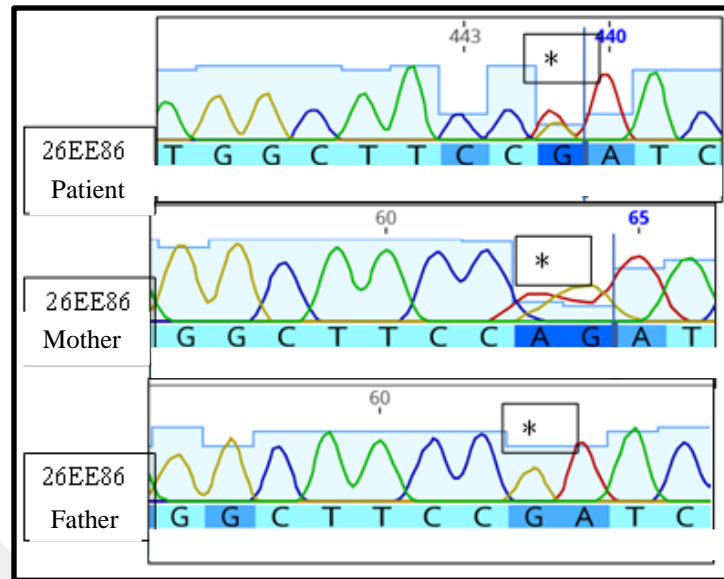 443 * 440
26EE86
Patient
T G G C T T C C G A T C
60 * 65
26EE86
Mother
G G C T T C C A G A T
60 *
26EE86
Father
G G C T T C C G A T C